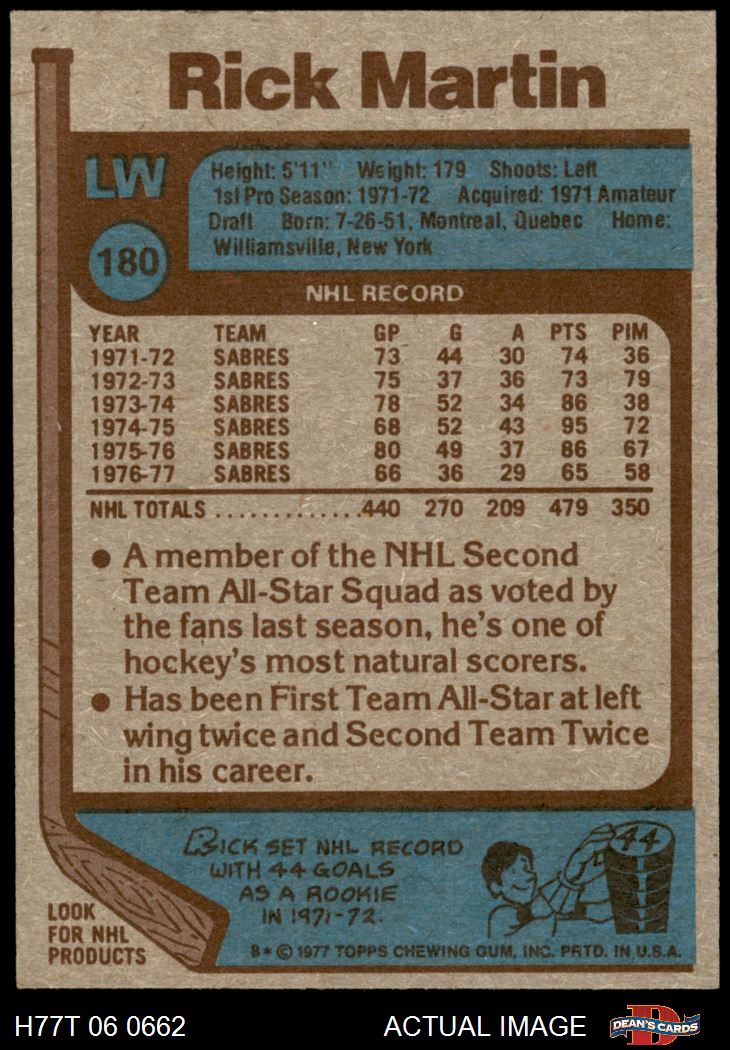 Rick Martin
LW
Height: 5'11" Weight: 179 Shoots: Left
1st Pro Season: 1971-72 Acquired: 1971 Amateur
Draft Born: 7-26-51, Montreal, Quebec Home:
Williamsville, New York
180
NHL RECORD
YEAR TEAM GP G A PTS PIM
1971-72 SABRES 73 44 30 74 36
1972-73 SABRES 75 37 36 73 79
1973-74 SABRES 78 52 34 86 38
1974-75 SABRES 68 52 43 95 72
1975-76 SABRES 80 49 37 86 67
1976-77 SABRES 66 36 29 65 58
NHL TOTALS .............440 270 209 479 350
• A member of the NHL Second
Team All-Star Squad as voted by
the fans last season, he's one of
hockey's most natural scorers.
• Has been First Team All-Star at left
wing twice and Second Team Twice
in his career.
RICK SET NHL RECORD
WITH 44 GOALS
AS A ROOKIE
IN 1971-72.
44
LOOK
FOR NHL
PRODUCTS
B* © 1977 TOPPS CHEWING GUM, INC. PRTD. IN U.S.A.
H77T 06 0662 ACTUAL IMAGE
D
DEAN'S CARDS